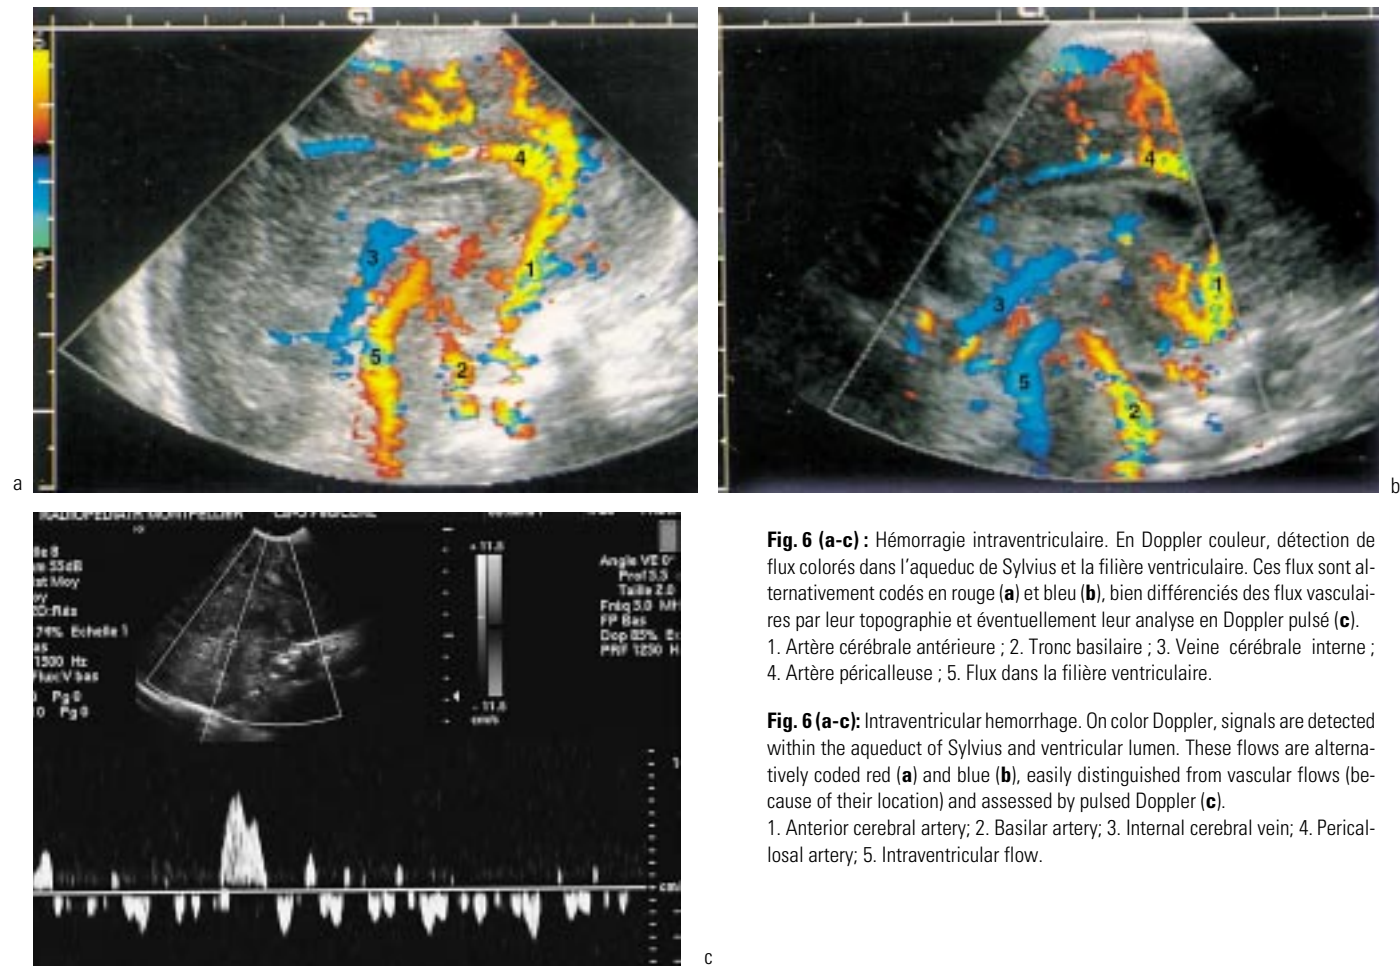 4
3
1
5
2
a
4
3
1
5
2
b
RADIOPEDIATR MONTPELLIER
55dB
Moy
74% Echelle 1
1500 Hz
Flux:V bas
Pg 0
0 Pg 0
+ 11.8
- 11.8
cm/s
4
Angle VE 0°
Prof 5.5
Taille 2.0
Fréq 5.0 MH
FP Bas
Dop 85%
PRF 1250 H
c
Fig. 6 (a-c) : Hémorragie intraventriculaire. En Doppler couleur, détection de
flux colorés dans l’aqueduc de Sylvius et la filière ventriculaire. Ces flux sont al-
ternativement codés en rouge (a) et bleu (b), bien différenciés des flux vasculai-
res par leur topographie et éventuellement leur analyse en Doppler pulsé (c).
1. Artère cérébrale antérieure ; 2. Tronc basilaire ; 3. Veine cérébrale interne ;
4. Artère péricalleuse ; 5. Flux dans la filière ventriculaire.
Fig. 6 (a-c): Intraventricular hemorrhage. On color Doppler, signals are detected
within the aqueduct of Sylvius and ventricular lumen. These flows are alterna-
tively coded red (a) and blue (b), easily distinguished from vascular flows (be-
cause of their location) and assessed by pulsed Doppler (c).
1. Anterior cerebral artery; 2. Basilar artery; 3. Internal cerebral vein; 4. Perical-
losal artery; 5. Intraventricular flow.